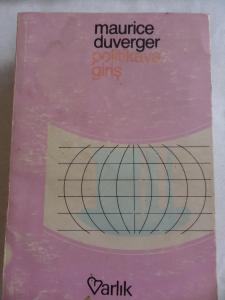 maurice
duverger
politikaya
giriş
Varlık